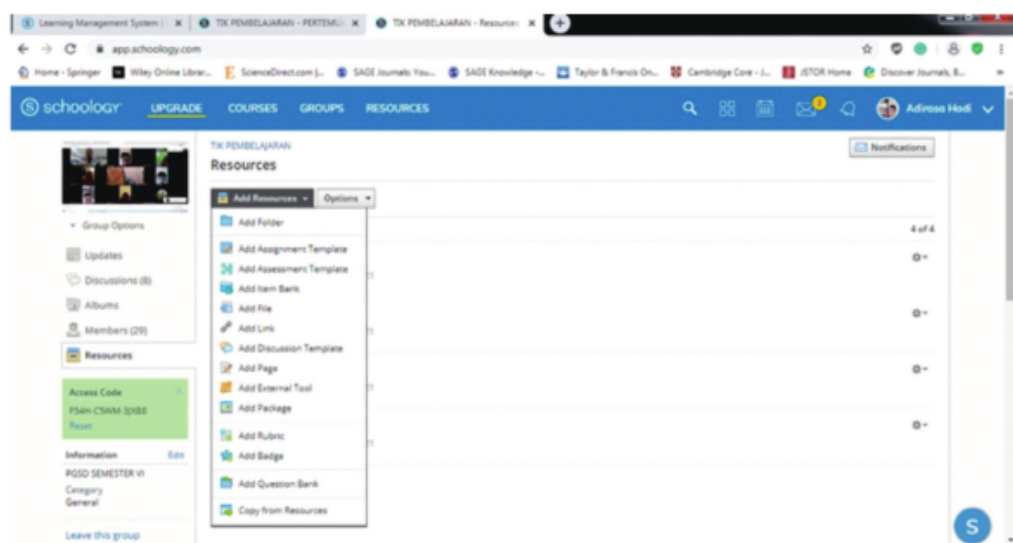 Learning Management System |
TIK PEMBELAJARAN - PERTEMU
TIK PEMBELAJARAN - Resources
app.schoology.com
Home - Springer
Wiley Online Librar...
ScienceDirect.com |...
SAGE Journals: You...
SAGE Knowledge -...
Taylor & Francis On...
Cambridge Core - J...
JSTOR Home
Discover Journals, B...
schoology
UPGRADE
COURSES
GROUPS
RESOURCES
2
Adirosa Hadi
TIK PEMBELAJARAN
Resources
Notifications
Add Resources
Options
Group Options
Updates
Discussions (8)
Albums
Members (29)
Resources
Access Code
Reset
Information
Edit
PGSD SEMESTER VI
Category
General
Leave this group
Add Folder
Add Assignment Template
Add Assessment Template
Add Item Bank
Add File
Add Link
Add Discussion Template
Add Page
Add External Tool
Add Package
Add Rubric
Add Badge
Add Question Bank
Copy from Resources
4 of 4
S